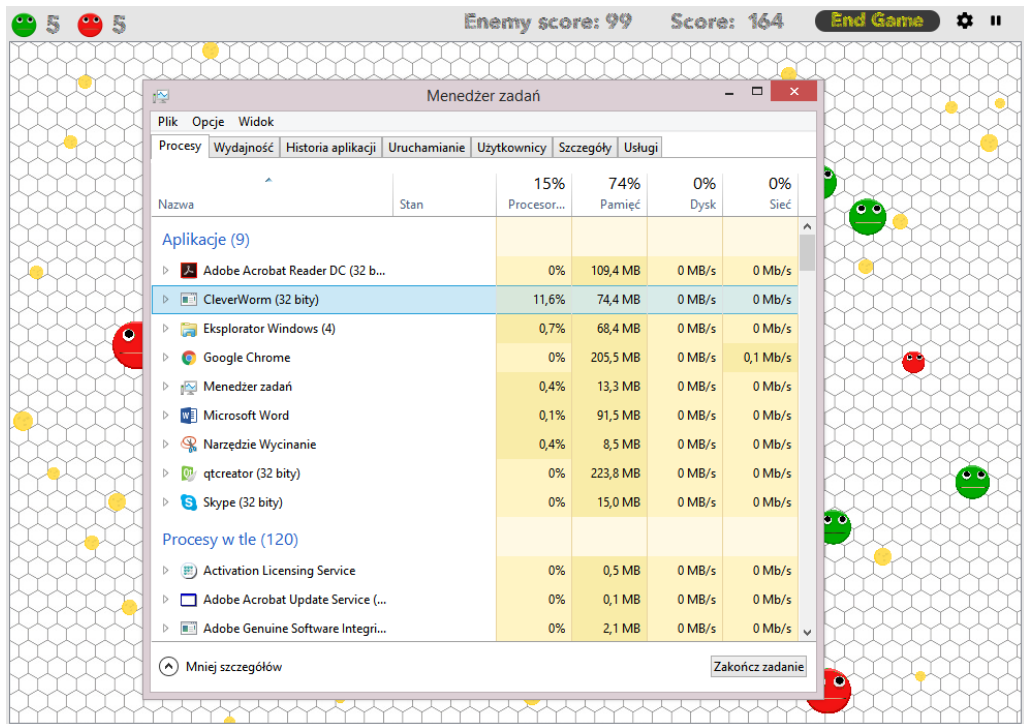 5 5 Enemy score: 99 Score: 164 End Game
Menedżer zadań
Plik Opcje Widok
Procesy Wydajność Historia aplikacji Uruchamianie Użytkownicy Szczegóły Usługi
15% 74% 0% 0%
Nazwa Stan Procesor... Pamięć Dysk Sieć
Aplikacje (9)
Adobe Acrobat Reader DC (32 b... 0% 109,4 MB 0 MB/s 0 Mb/s
CleverWorm (32 bity) 11,6% 74,4 MB 0 MB/s 0 Mb/s
Eksplorator Windows (4) 0,7% 68,4 MB 0 MB/s 0 Mb/s
Google Chrome 0% 205,5 MB 0 MB/s 0,1 Mb/s
Menedżer zadań 0,4% 13,3 MB 0 MB/s 0 Mb/s
Microsoft Word 0,1% 91,5 MB 0 MB/s 0 Mb/s
Narzędzie Wycinanie 0,4% 8,5 MB 0 MB/s 0 Mb/s
qtcreator (32 bity) 0% 223,8 MB 0 MB/s 0 Mb/s
Skype (32 bity) 0% 15,0 MB 0 MB/s 0 Mb/s
Procesy w tle (120)
Activation Licensing Service 0% 0,5 MB 0 MB/s 0 Mb/s
Adobe Acrobat Update Service (... 0% 0,1 MB 0 MB/s 0 Mb/s
Adobe Genuine Software Integri... 0% 2,1 MB 0 MB/s 0 Mb/s
Mniej szczegółów Zakończ zadanie